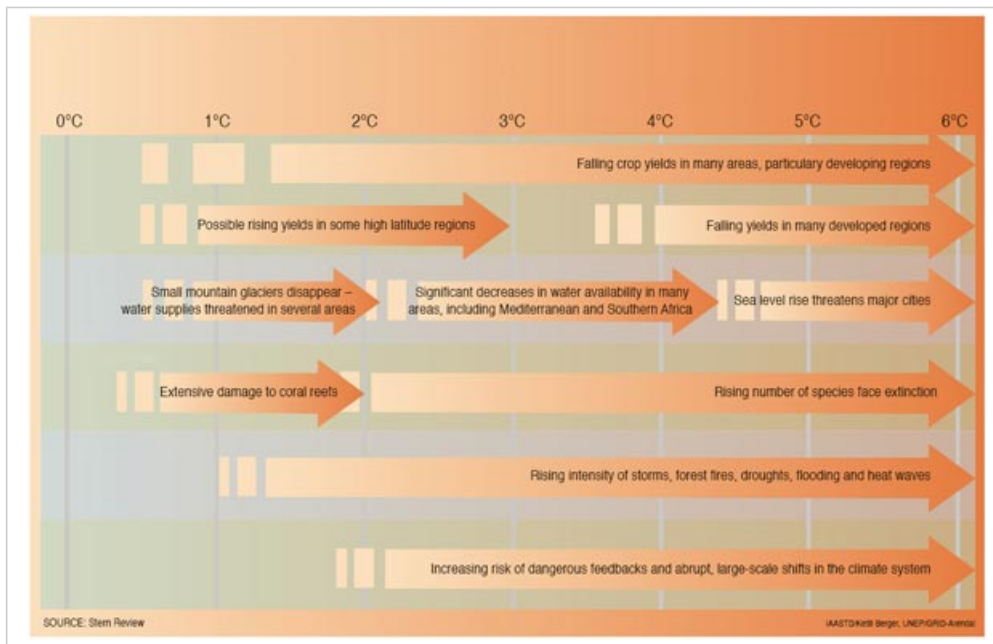 0°C 1°C 2°C 3°C 4°C 5°C 6°C
Falling crop yields in many areas, particulary developing regions
Possible rising yields in some high latitude regions
Falling yields in many developed regions
Small mountain glaciers disappear –
water supplies threatened in several areas
Significant decreases in water availability in many
areas, including Mediterranean and Southern Africa
Sea level rise threatens major cities
Extensive damage to coral reefs
Rising number of species face extinction
Rising intensity of storms, forest fires, droughts, flooding and heat waves
Increasing risk of dangerous feedbacks and abrupt, large-scale shifts in the climate system
SOURCE: Stern Review
IAASTD/Ketill Berger, UNEP/GRID-Arendal